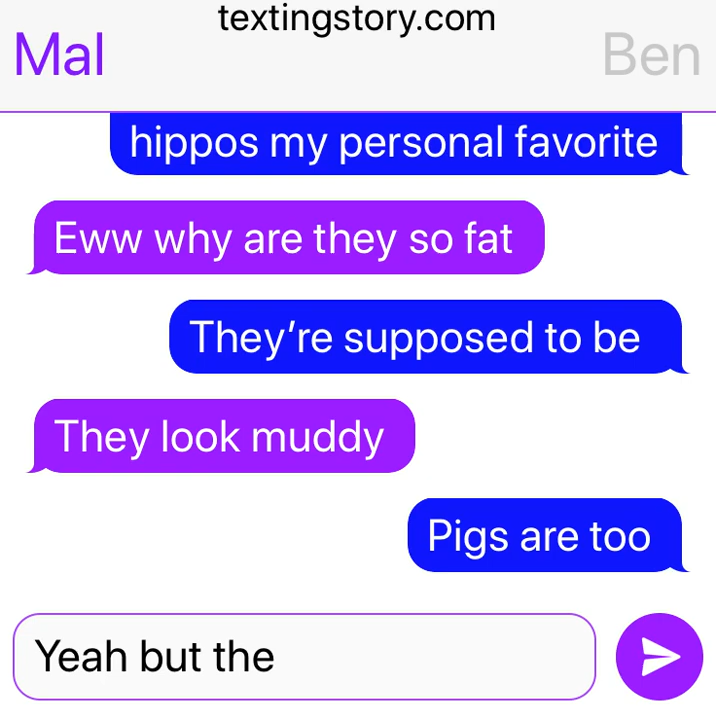 textingstory.com
Mal
Ben
hippos my personal favorite
Eww why are they so fat
They’re supposed to be
They look muddy
Pigs are too
Yeah but the